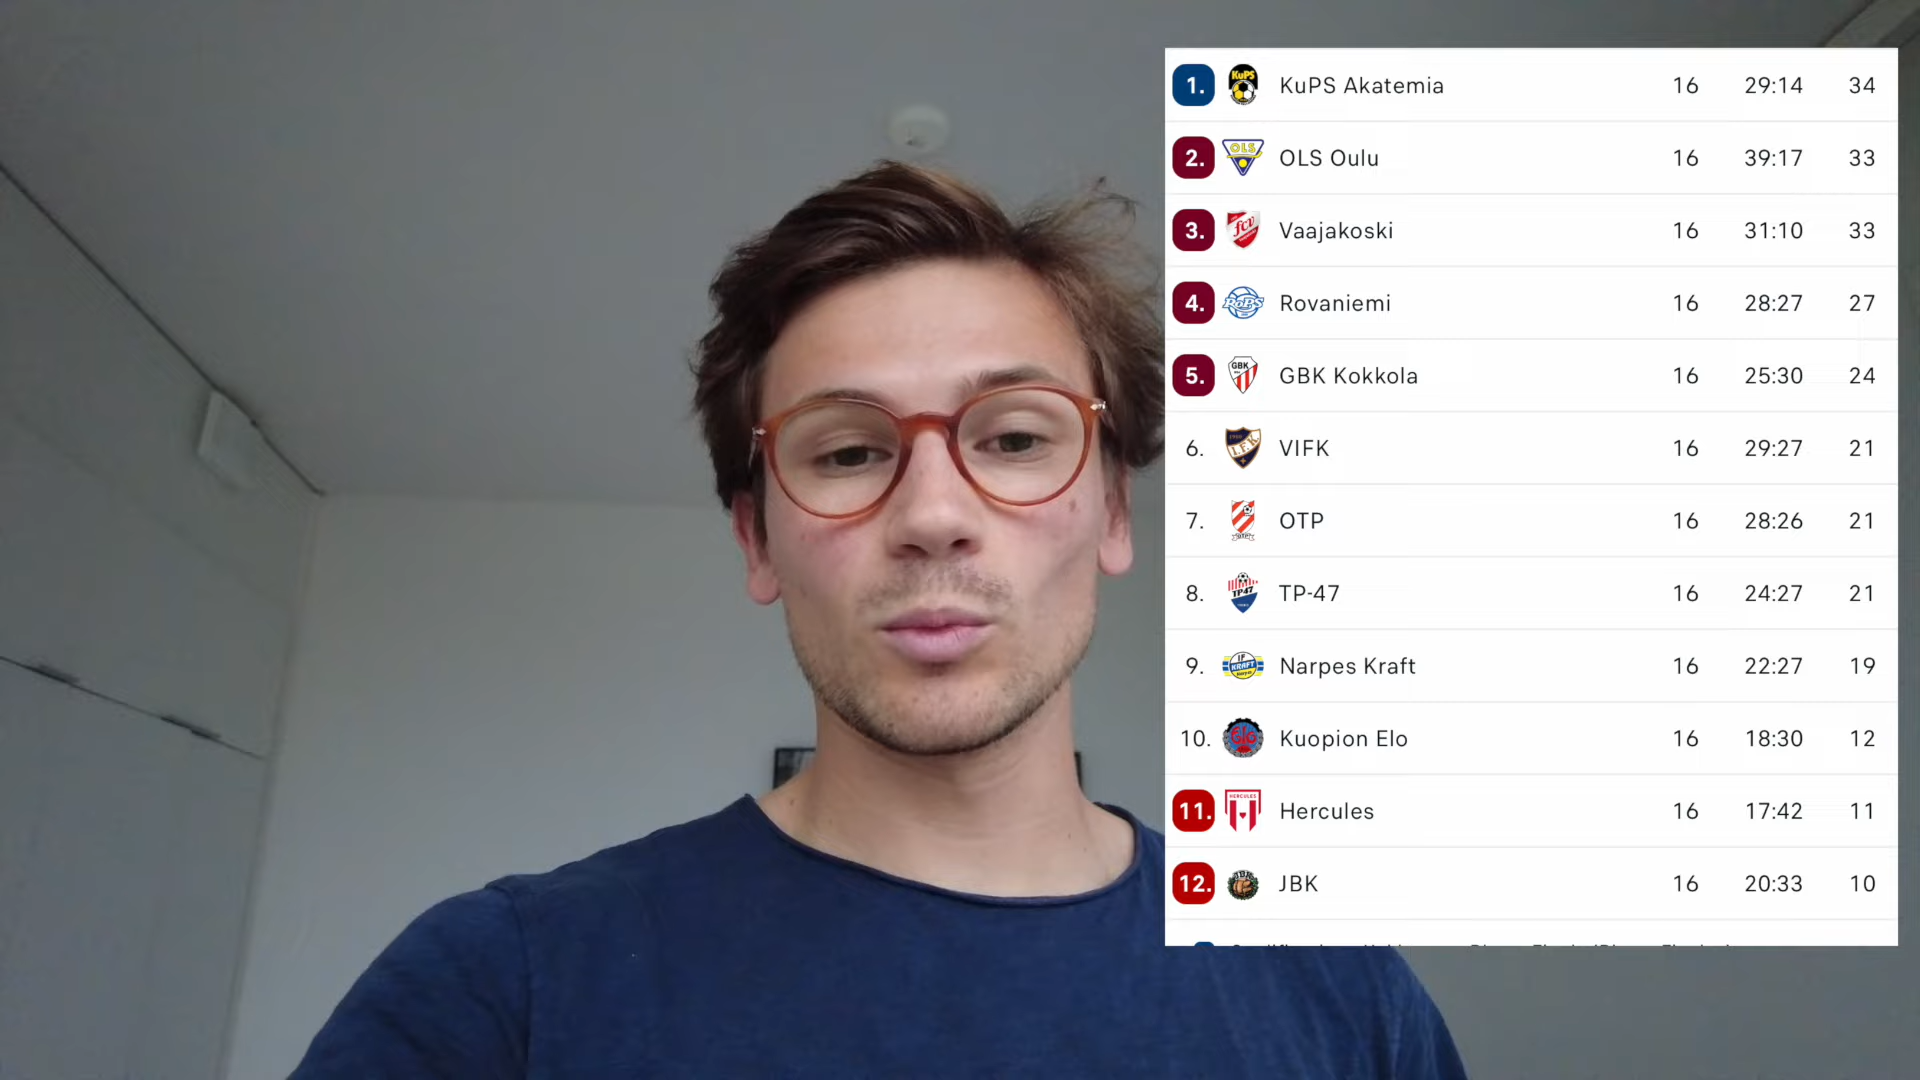 1. KuPS Akatemia 16 29:14 34
2. OLS Oulu 16 39:17 33
3. Vaajakoski 16 31:10 33
4. Rovaniemi 16 28:27 27
5. GBK Kokkola 16 25:30 24
6. VIFK 16 29:27 21
7. OTP 16 28:26 21
8. TP-47 16 24:27 21
9. Narpes Kraft 16 22:27 19
10. Kuopion Elo 16 18:30 12
11. Hercules 16 17:42 11
12. JBK 16 20:33 10